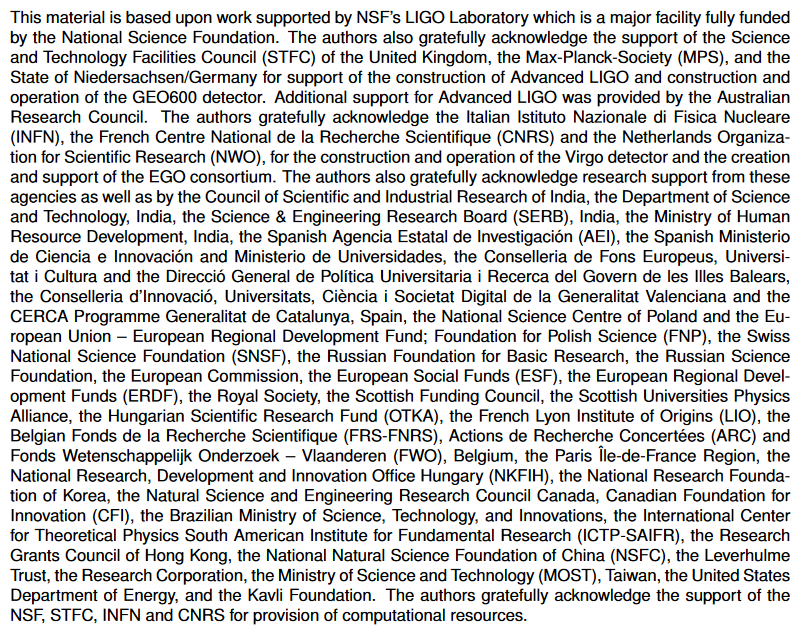 This material is based upon work supported by NSF's LIGO Laboratory which is a major facility fully funded
by the National Science Foundation. The authors also gratefully acknowledge the support of the Science
and Technology Facilities Council (STFC) of the United Kingdom, the Max-Planck-Society (MPS), and the
State of Niedersachsen/Germany for support of the construction of Advanced LIGO and construction and
operation of the GEO600 detector. Additional support for Advanced LIGO was provided by the Australian
Research Council. The authors gratefully acknowledge the Italian Istituto Nazionale di Fisica Nucleare
(INFN), the French Centre National de la Recherche Scientifique (CNRS) and the Netherlands Organiza-
tion for Scientific Research (NWO), for the construction and operation of the Virgo detector and the creation
and support of the EGO consortium. The authors also gratefully acknowledge research support from these
agencies as well as by the Council of Scientific and Industrial Research of India, the Department of Science
and Technology, India, the Science & Engineering Research Board (SERB), India, the Ministry of Human
Resource Development, India, the Spanish Agencia Estatal de Investigación (AEI), the Spanish Ministerio
de Ciencia e Innovación and Ministerio de Universidades, the Conselleria de Fons Europeus, Universi-
tat i Cultura and the Direcció General de Política Universitaria i Recerca del Govern de les Illes Balears,
the Conselleria d'Innovació, Universitats, Ciència i Societat Digital de la Generalitat Valenciana and the
CERCA Programme Generalitat de Catalunya, Spain, the National Science Centre of Poland and the Eu-
ropean Union – European Regional Development Fund; Foundation for Polish Science (FNP), the Swiss
National Science Foundation (SNSF), the Russian Foundation for Basic Research, the Russian Science
Foundation, the European Commission, the European Social Funds (ESF), the European Regional Devel-
opment Funds (ERDF), the Royal Society, the Scottish Funding Council, the Scottish Universities Physics
Alliance, the Hungarian Scientific Research Fund (OTKA), the French Lyon Institute of Origins (LIO), the
Belgian Fonds de la Recherche Scientifique (FRS-FNRS), Actions de Recherche Concertées (ARC) and
Fonds Wetenschappelijk Onderzoek – Vlaanderen (FWO), Belgium, the Paris Île-de-France Region, the
National Research, Development and Innovation Office Hungary (NKFIH), the National Research Founda-
tion of Korea, the Natural Science and Engineering Research Council Canada, Canadian Foundation for
Innovation (CFI), the Brazilian Ministry of Science, Technology, and Innovations, the International Center
for Theoretical Physics South American Institute for Fundamental Research (ICTP-SAIFR), the Research
Grants Council of Hong Kong, the National Natural Science Foundation of China (NSFC), the Leverhulme
Trust, the Research Corporation, the Ministry of Science and Technology (MOST), Taiwan, the United States
Department of Energy, and the Kavli Foundation. The authors gratefully acknowledge the support of the
NSF, STFC, INFN and CNRS for provision of computational resources.